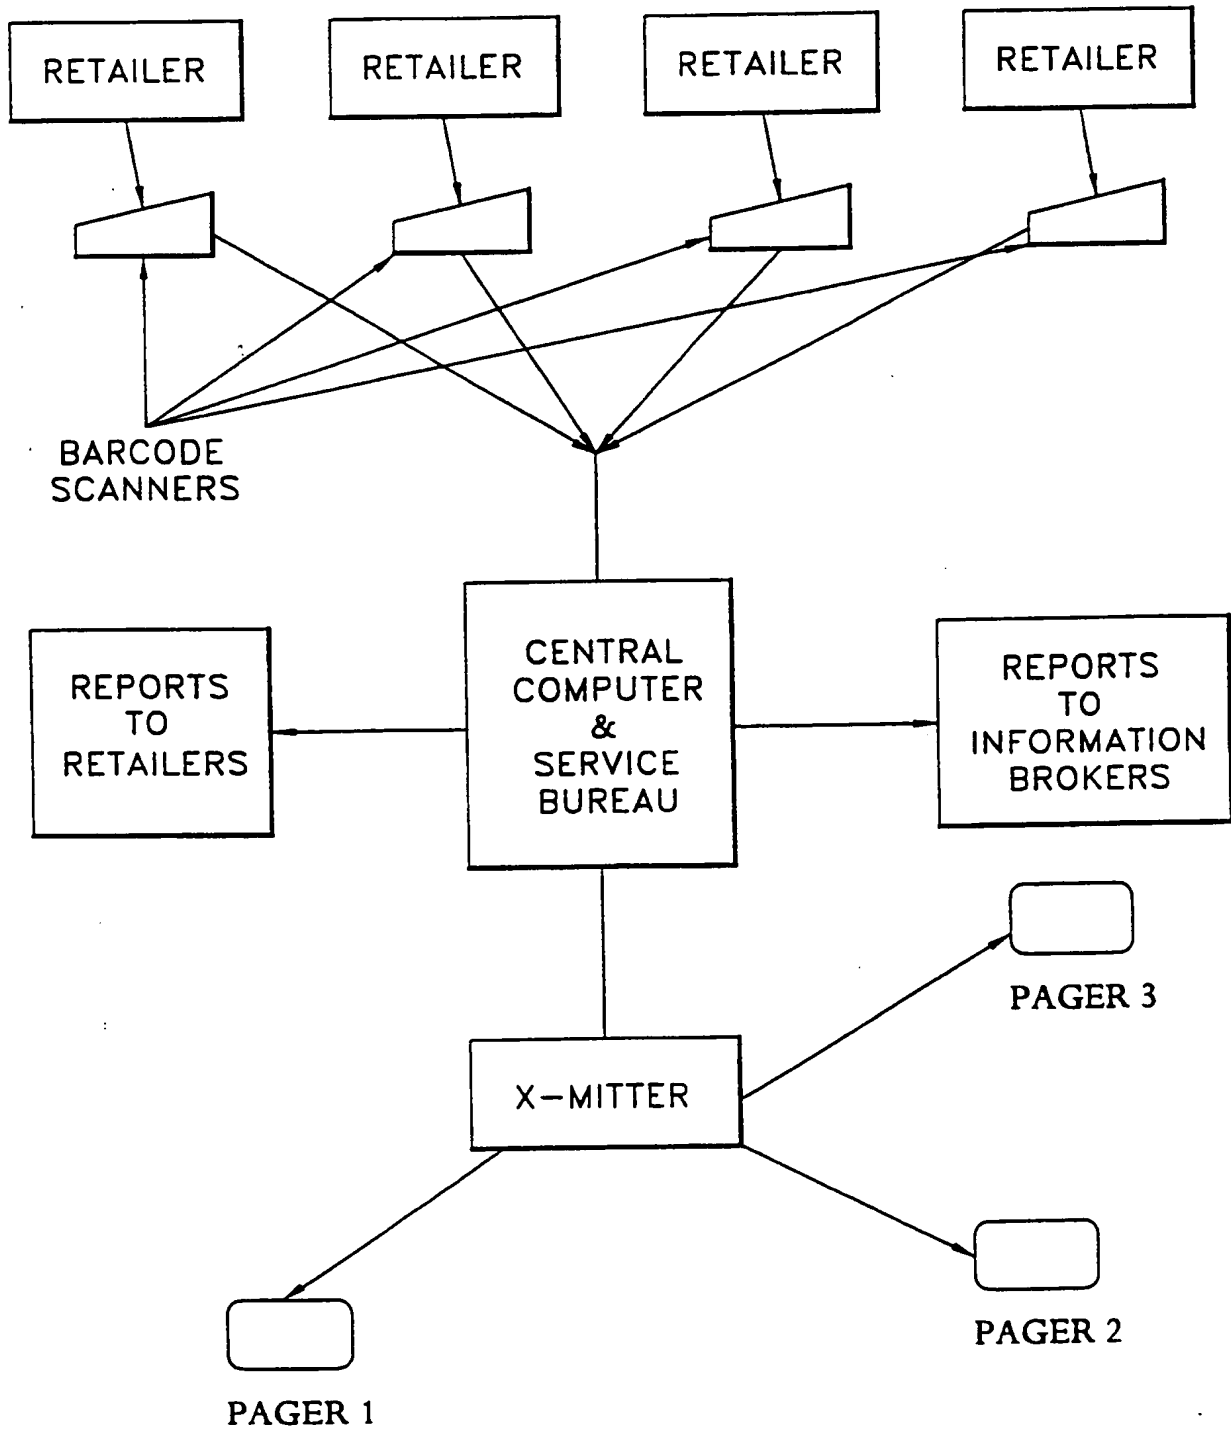 RETAILER
RETAILER
RETAILER
RETAILER
BARCODE
SCANNERS
CENTRAL
COMPUTER
&
SERVICE
BUREAU
REPORTS
TO
RETAILERS
REPORTS
TO
INFORMATION
BROKERS
PAGER 3
X-MITTER
PAGER 2
PAGER 1